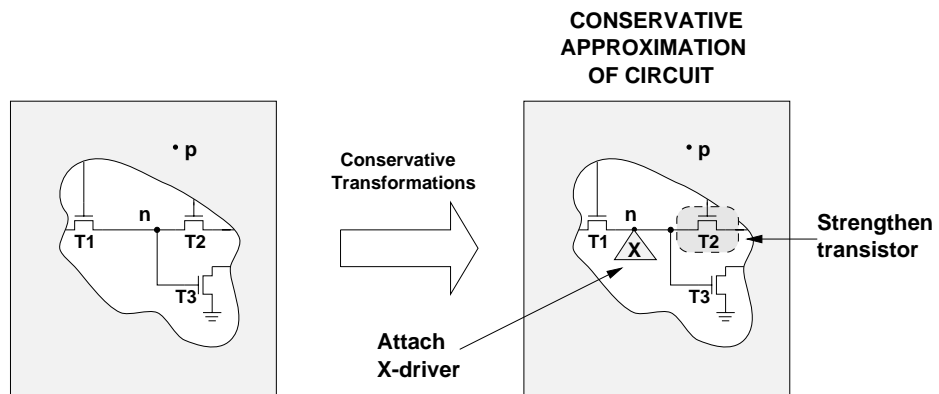 CONSERVATIVE
APPROXIMATION
OF CIRCUIT
p
n
T1
T2
T3
Conservative
Transformations
p
n
T1
X
T2
T3
Strengthen
transistor
Attach
X-driver